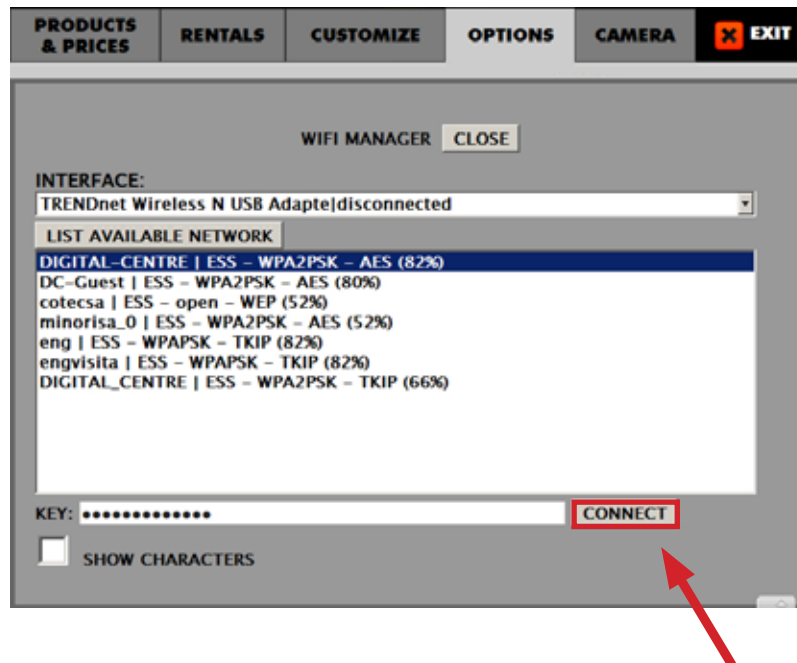 PRODUCTS & PRICES RENTALS CUSTOMIZE OPTIONS CAMERA X EXIT
WIFI MANAGER CLOSE
INTERFACE:
TRENDnet Wireless N USB Adapte|disconnected
LIST AVAILABLE NETWORK
DIGITAL-CENTRE | ESS - WPA2PSK - AES (82%)
DC-Guest | ESS - WPA2PSK - AES (80%)
cotecsa | ESS - open - WEP (52%)
minorisa_0 | ESS - WPA2PSK - AES (52%)
eng | ESS - WPAPSK - TKIP (82%)
engvisita | ESS - WPAPSK - TKIP (82%)
DIGITAL_CENTRE | ESS - WPA2PSK - TKIP (66%)
KEY: ••••••••••••• CONNECT
SHOW CHARACTERS